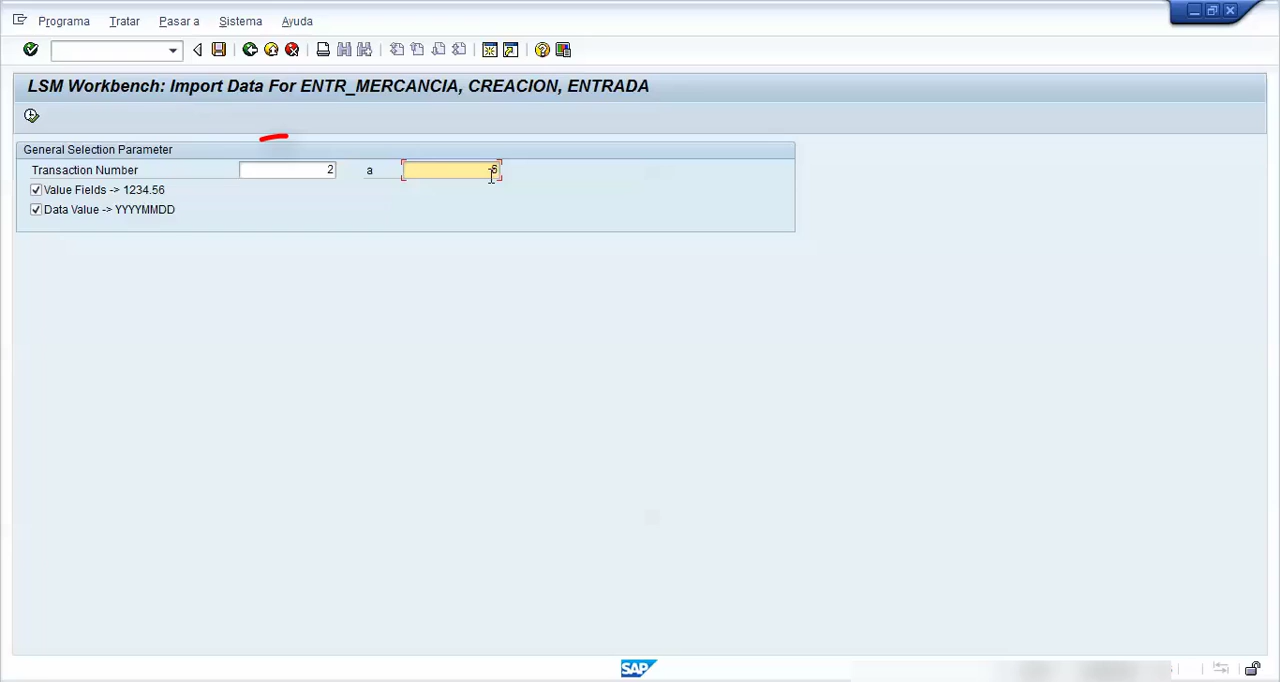 Programa Tratar Pasar a Sistema Ayuda
LSM Workbench: Import Data For ENTR_MERCANCIA, CREACION, ENTRADA
General Selection Parameter
Transaction Number 2 a 6
Value Fields -> 1234.56
Data Value -> YYYYMMDD
SAP